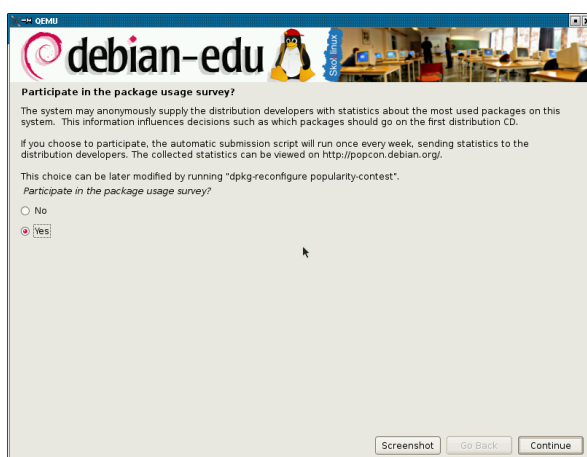 QEMU
debian-edu
Skolelinux
Participate in the package usage survey?
The system may anonymously supply the distribution developers with statistics about the most used packages on this
system.  This information influences decisions such as which packages should go on the first distribution CD.
If you choose to participate, the automatic submission script will run once every week, sending statistics to the
distribution developers. The collected statistics can be viewed on http://popcon.debian.org/.
This choice can be later modified by running "dpkg-reconfigure popularity-contest".
Participate in the package usage survey?
No
Yes
Screenshot
Go Back
Continue